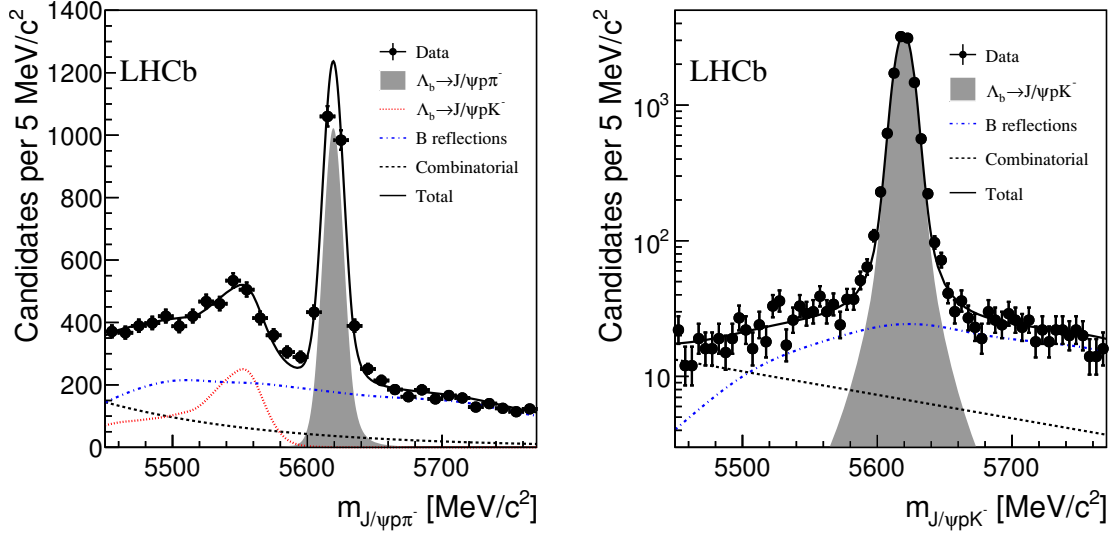 1400
1200
1000
800
600
400
200
0
Candidates per 5 MeV/c²
LHCb
Data
Λb→J/ψpπ⁻
Λb→J/ψpK⁻
B reflections
Combinatorial
Total
5500 5600 5700
m J/ψpπ⁻ [MeV/c²]
10³
10²
10
Candidates per 5 MeV/c²
LHCb
Data
Λb→J/ψpK⁻
B reflections
Combinatorial
Total
5500 5600 5700
m J/ψpK⁻ [MeV/c²]